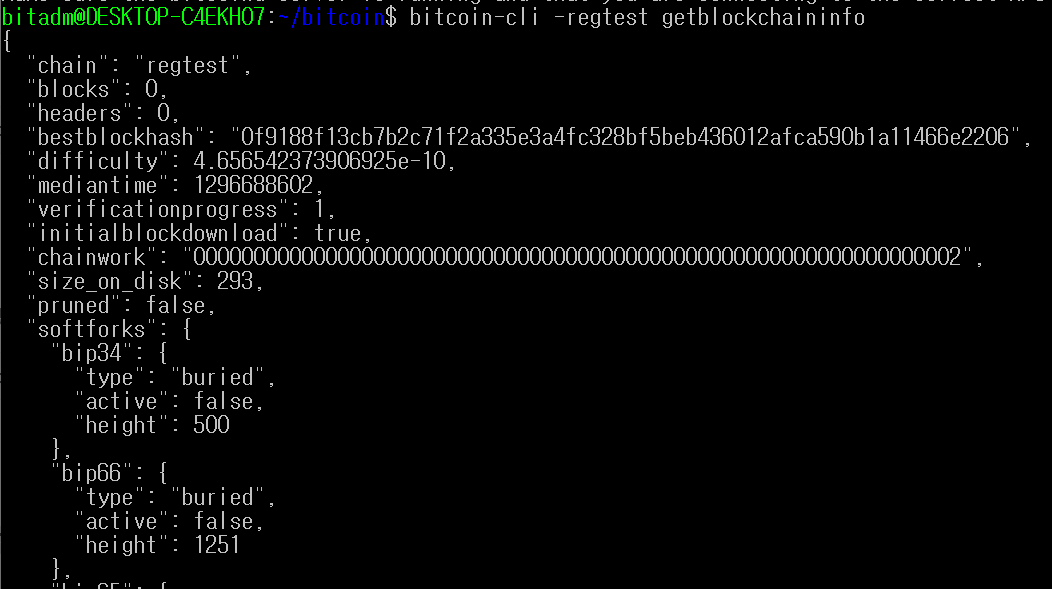 bitadm@DESKTOP-C4EKHO7:~/bitcoin$ bitcoin-cli -regtest getblockchaininfo
{
  "chain": "regtest",
  "blocks": 0,
  "headers": 0,
  "bestblockhash": "0f9188f13cb7b2c71f2a335e3a4fc328bf5beb436012afca590b1a11466e2206",
  "difficulty": 4.656542373906925e-10,
  "mediantime": 1296688602,
  "verificationprogress": 1,
  "initialblockdownload": true,
  "chainwork": "0000000000000000000000000000000000000000000000000000000000000002",
  "size_on_disk": 293,
  "pruned": false,
  "softforks": {
    "bip34": {
      "type": "buried",
      "active": false,
      "height": 500
    },
    "bip66": {
      "type": "buried",
      "active": false,
      "height": 1251
    },